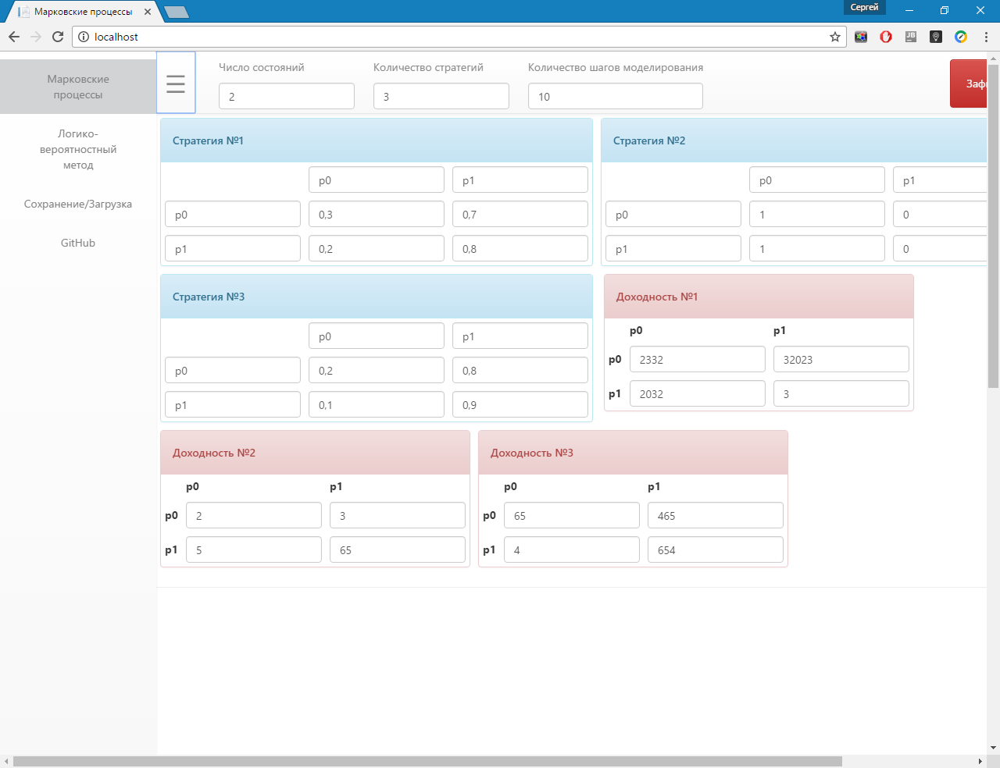 Марковские процессы
Сергей
localhost
JB
Марковские
процессы
Логико-
вероятностный
метод
Сохранение/Загрузка
GitHub
Число состояний
Количество стратегий
Количество шагов моделирования
2
3
10
Зафи
Стратегия №1
p0 p1
p0 0,3 0,7
p1 0,2 0,8
Стратегия №2
p0 p1
p0 1 0
p1 1 0
Стратегия №3
p0 p1
p0 0,2 0,8
p1 0,1 0,9
Доходность №1
p0 p1
p0 2332 32023
p1 2032 3
Доходность №2
p0 p1
p0 2 3
p1 5 65
Доходность №3
p0 p1
p0 65 465
p1 4 654